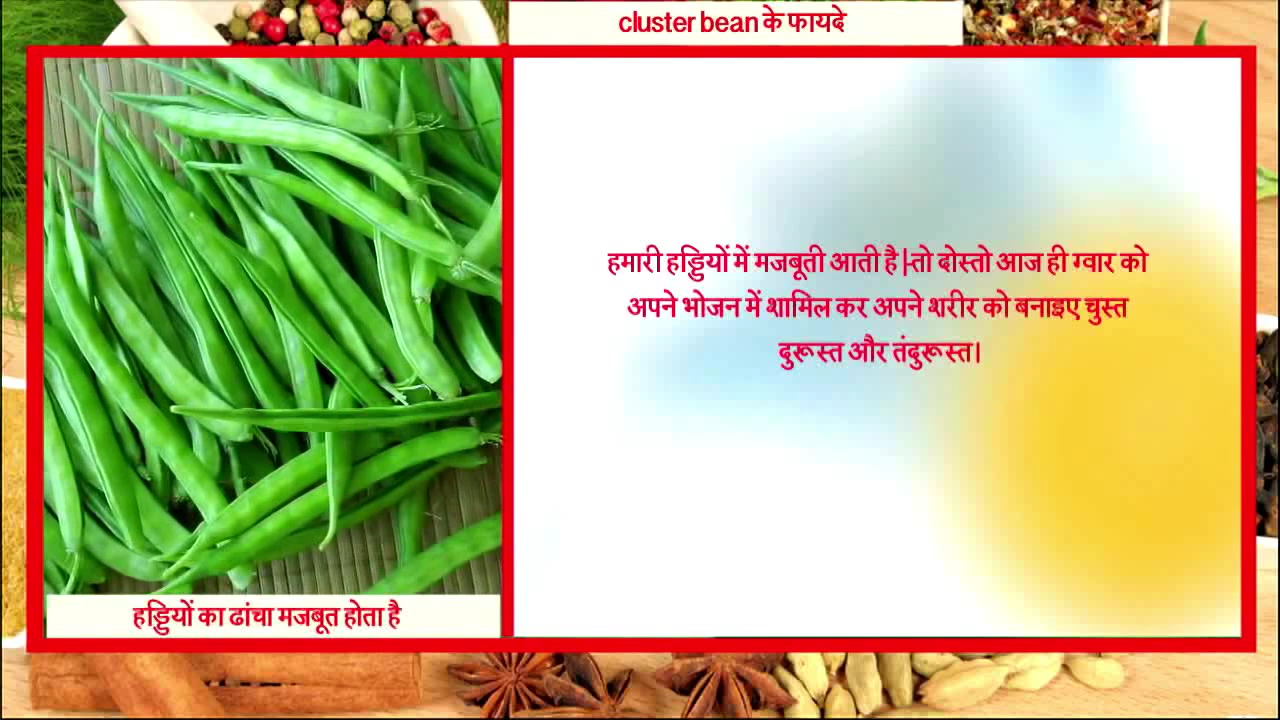 cluster bean के फायदे
हमारी हड्डियों में मजबूती आती है|तो दोस्तो आज ही ग्वार को
अपने भोजन में शामिल कर अपने शरीर को बनाइए चुस्त
दुरूस्त और तंदुरूस्त।
हड्डियों का ढांचा मजबूत होता है